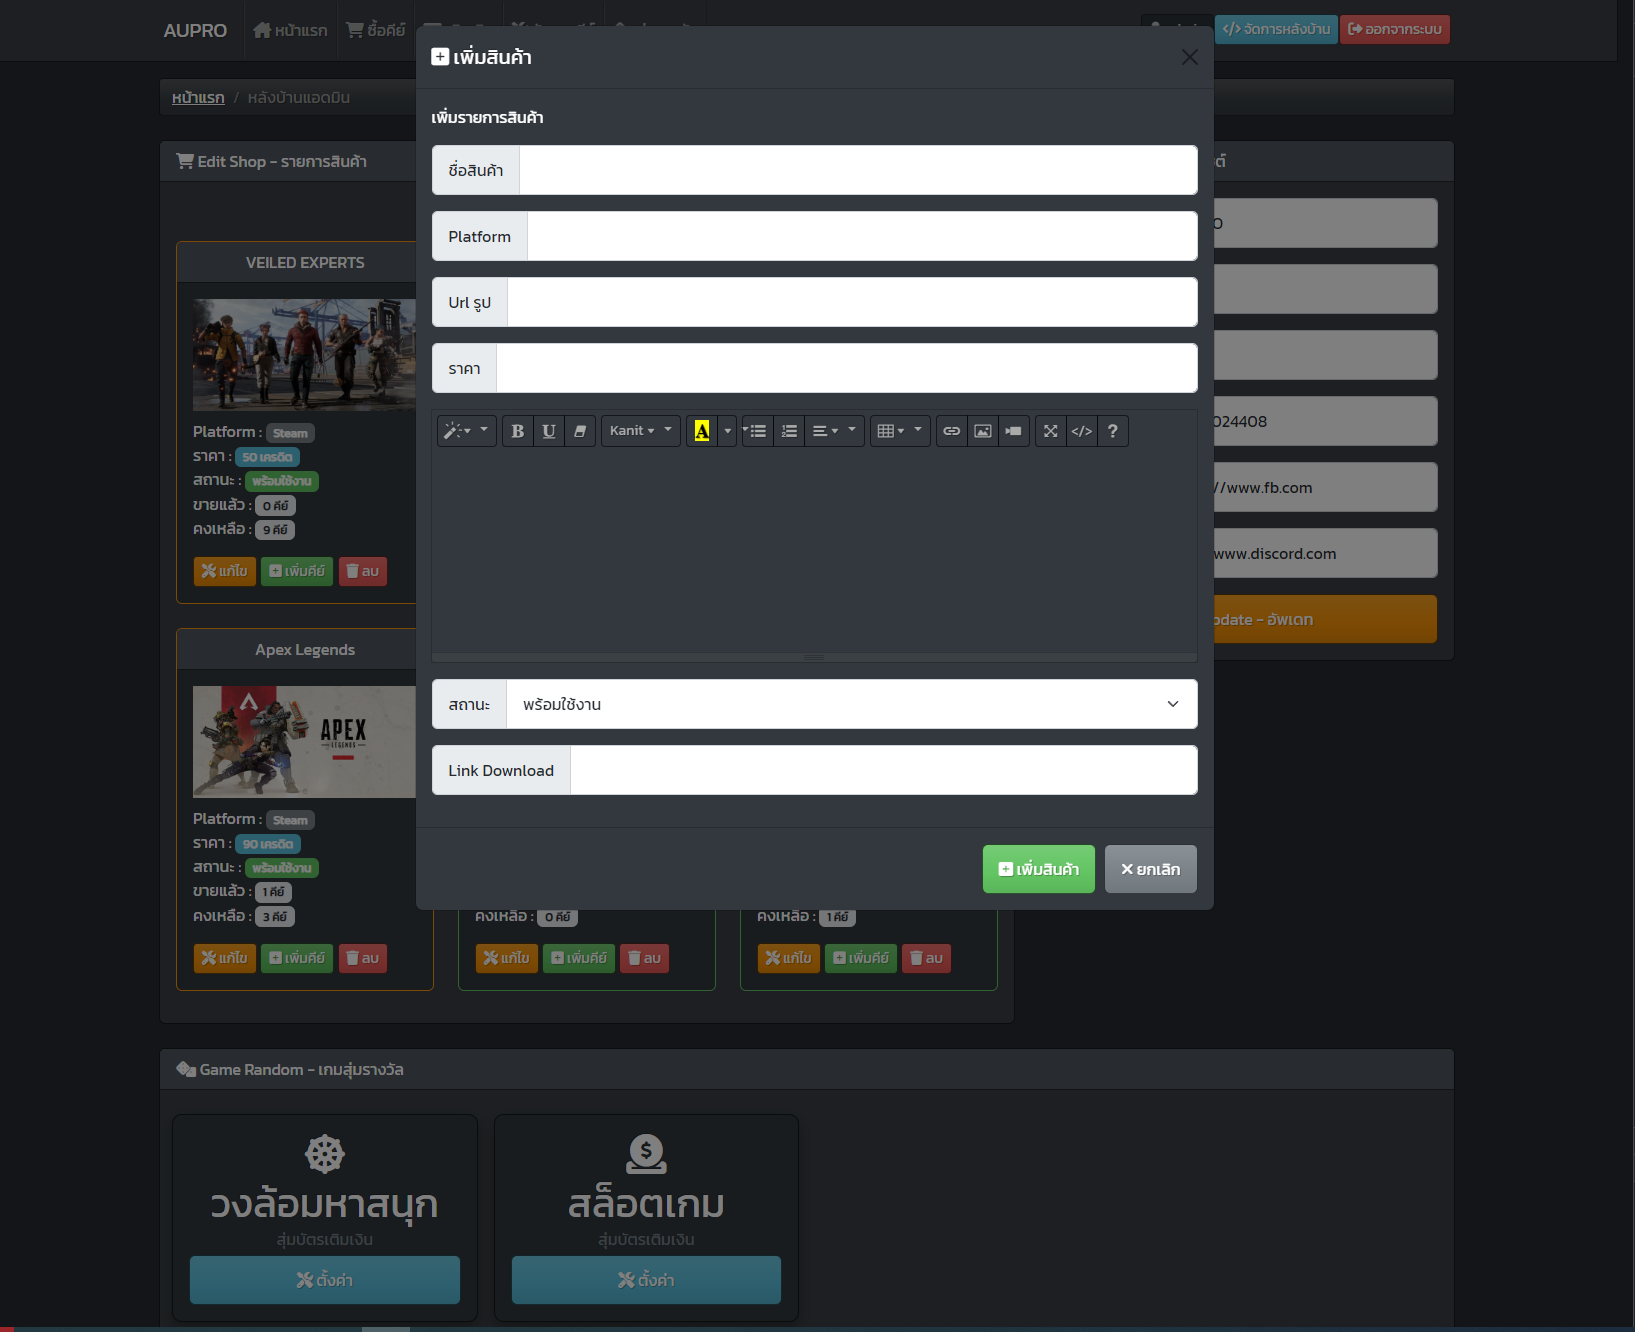 AUPRO
หน้าแรก
ซื้อคีย์
จัดการหลังบ้าน
ออกจากระบบ
หน้าแรก / หลังบ้านแอดมิน
เพิ่มสินค้า
เพิ่มรายการสินค้า
ชื่อสินค้า
Platform
Url รูป
ราคา
B U Kanit A </> ?
สถานะ พร้อมใช้งาน
Link Download
เพิ่มสินค้า
ยกเลิก
Edit Shop - รายการสินค้า
VEILED EXPERTS
Platform : Steam
ราคา : 50 เครดิต
สถานะ : พร้อมใช้งาน
ขายแล้ว : 0 คีย์
คงเหลือ : 9 คีย์
แก้ไข เพิ่มคีย์ ลบ
Apex Legends
APEX
LEGENDS
Platform : Steam
ราคา : 90 เครดิต
สถานะ : พร้อมใช้งาน
ขายแล้ว : 1 คีย์
คงเหลือ : 3 คีย์
แก้ไข เพิ่มคีย์ ลบ
คงเหลือ : 0 คีย์
แก้ไข เพิ่มคีย์ ลบ
คงเหลือ : 1 คีย์
แก้ไข เพิ่มคีย์ ลบ
024408
//www.fb.com
www.discord.com
date - อัพเดท
Game Random - เกมสุ่มรางวัล
วงล้อมหาสนุก
สุ่มบัตรเติมเงิน
ตั้งค่า
สล็อตเกม
สุ่มบัตรเติมเงิน
ตั้งค่า